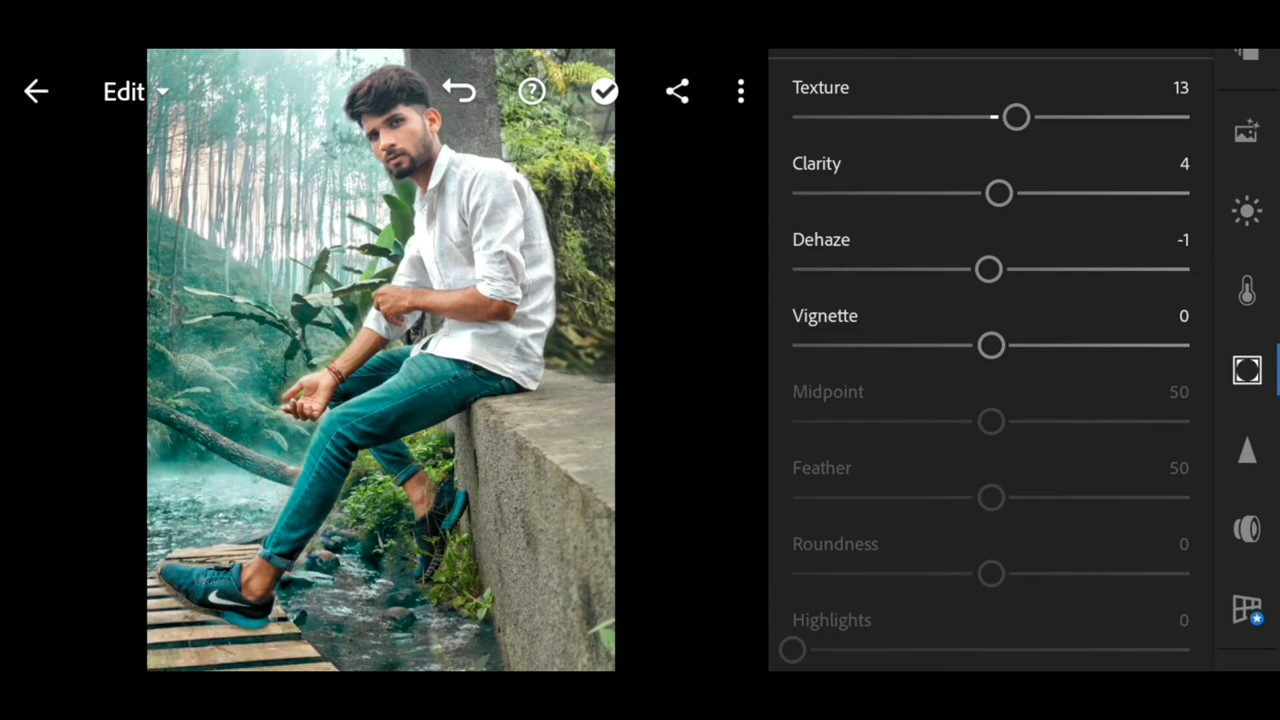 Edit
Texture 13
Clarity 4
Dehaze -1
Vignette 0
Midpoint 50
Feather 50
Roundness 0
Highlights 0